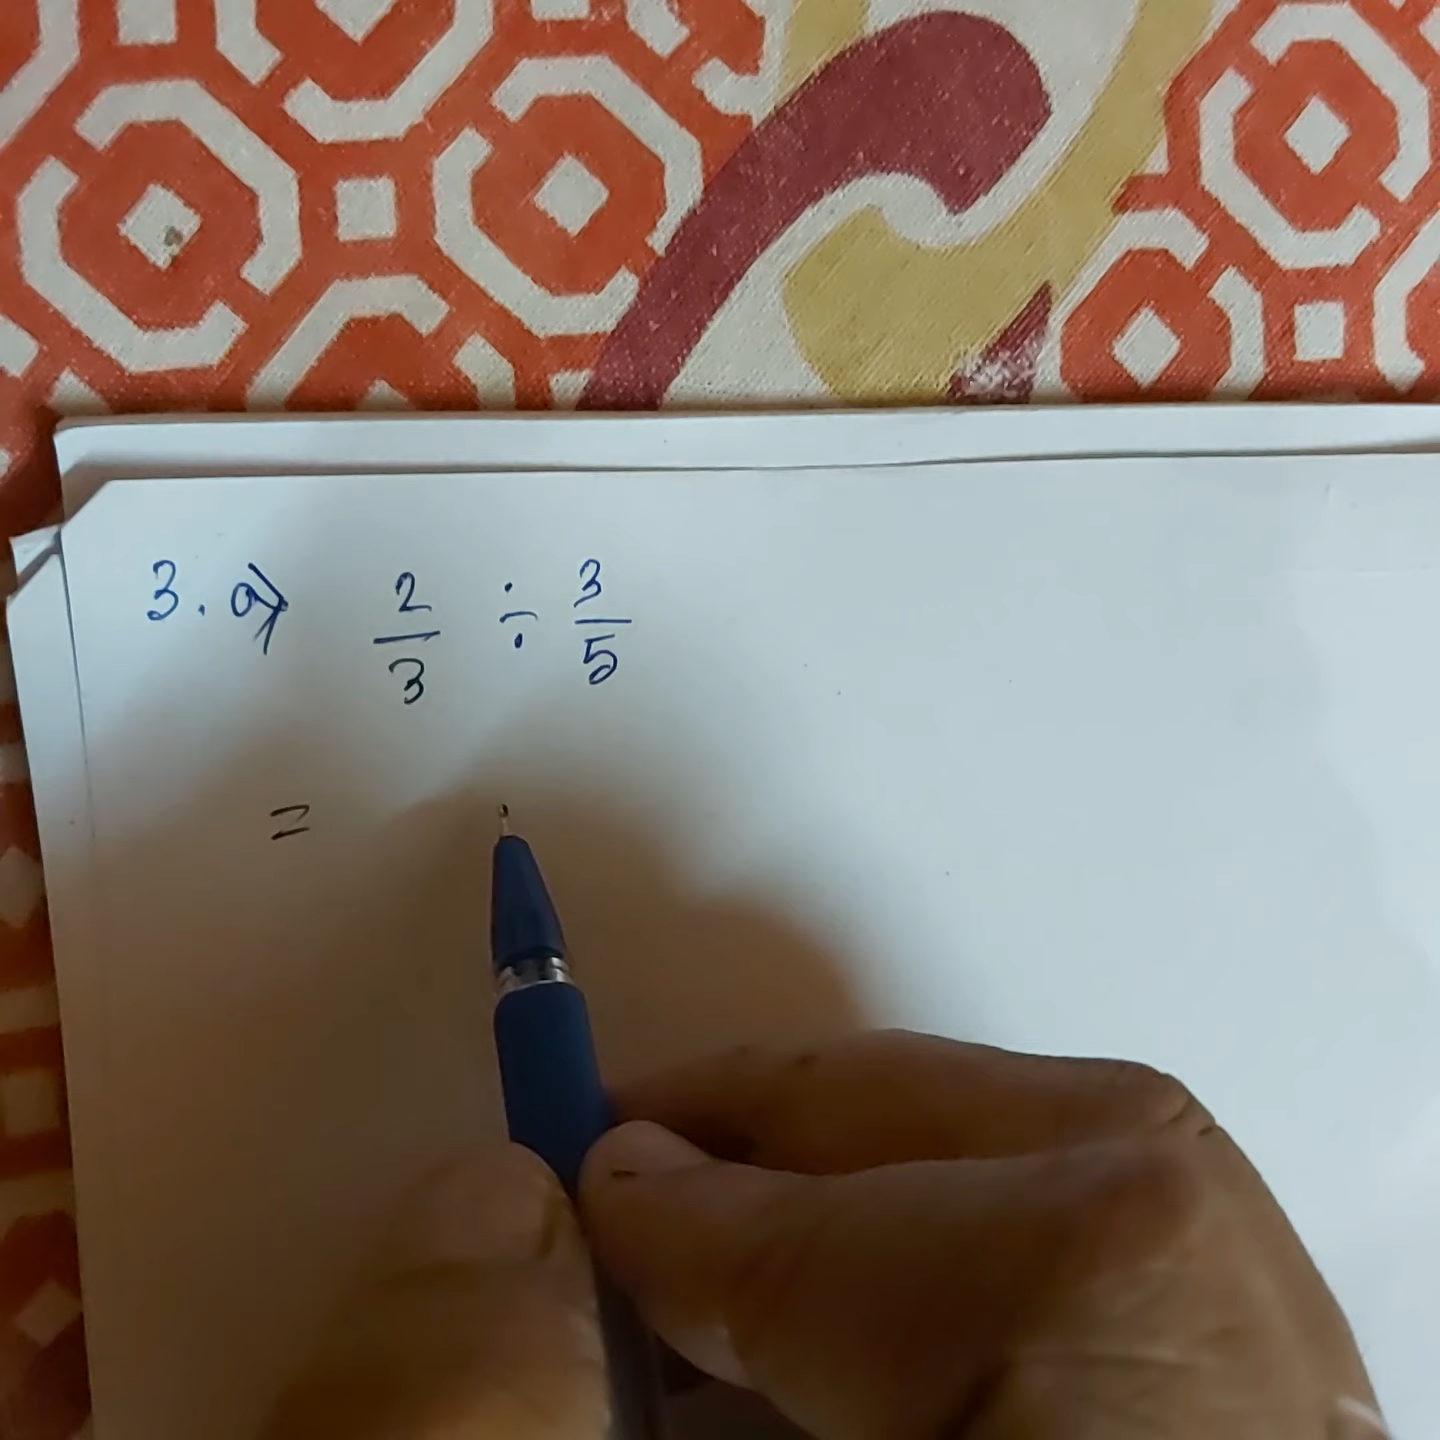 3. a) 2/3 ÷ 3/5
=